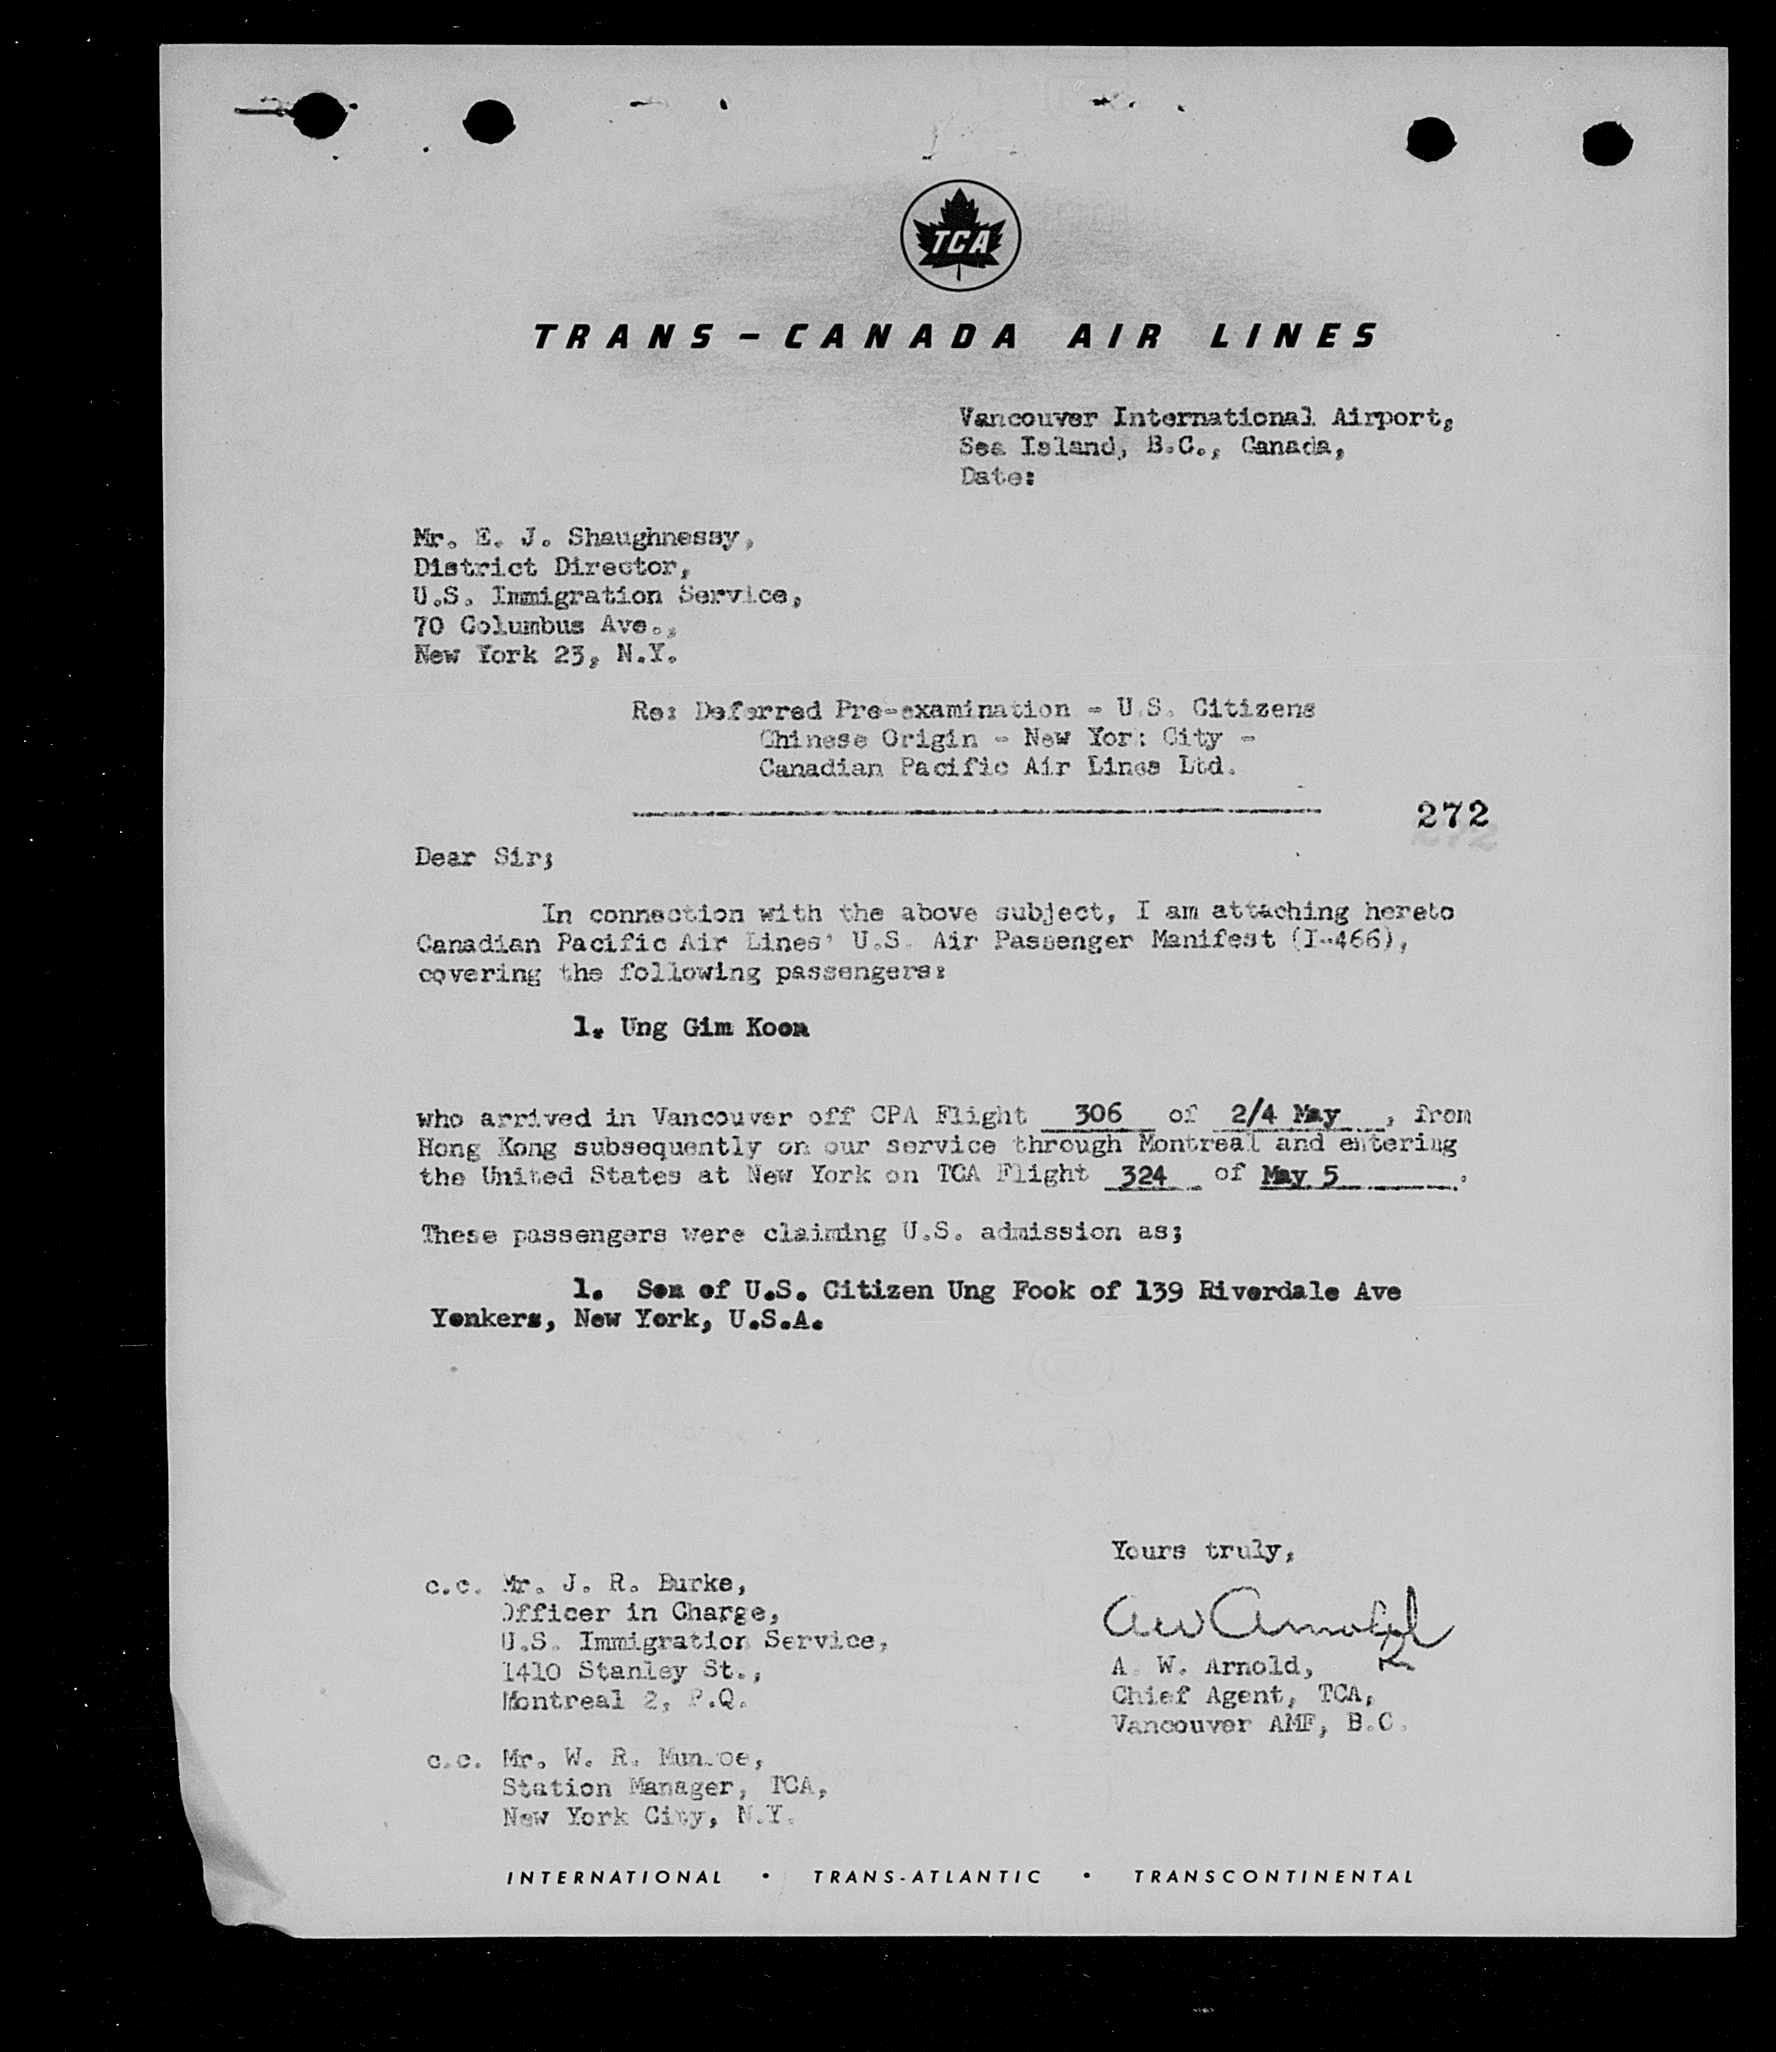 TCA
TRANS-CANADA AIR LINES
Vancouver International Airport,
Sea Island, B.C., Canada,
Date:
Mr. E. J. Shaughnessy,
District Director,
U.S. Immigration Service,
70 Columbus Ave.,
New York 23, N.Y.
Re: Deferred Pre-examination - U.S. Citizens
Chinese Origin - New York City -
Canadian Pacific Air Lines Ltd.
272
Dear Sir;
In connection with the above subject, I am attaching hereto
Canadian Pacific Air Lines' U.S. Air Passenger Manifest (I-466),
covering the following passengers:
1. Ung Gim Koon
who arrived in Vancouver off CPA Flight 306 of 2/4 May, from
Hong Kong subsequently on our service through Montreal and entering
the United States at New York on TCA Flight 324 of May 5.
These passengers were claiming U.S. admission as;
1. Son of U.S. Citizen Ung Fook of 139 Riverdale Ave
Yonkers, New York, U.S.A.
Yours truly,
AW Arnold
A. W. Arnold,
Chief Agent, TCA,
Vancouver AMF, B.C.
c.c. Mr. J. R. Burke,
Officer in Charge,
U.S. Immigration Service,
1410 Stanley St.,
Montreal 2, P.Q.
c.c. Mr. W. R. Munroe,
Station Manager, TCA,
New York City, N.Y.
INTERNATIONAL • TRANS-ATLANTIC • TRANSCONTINENTAL